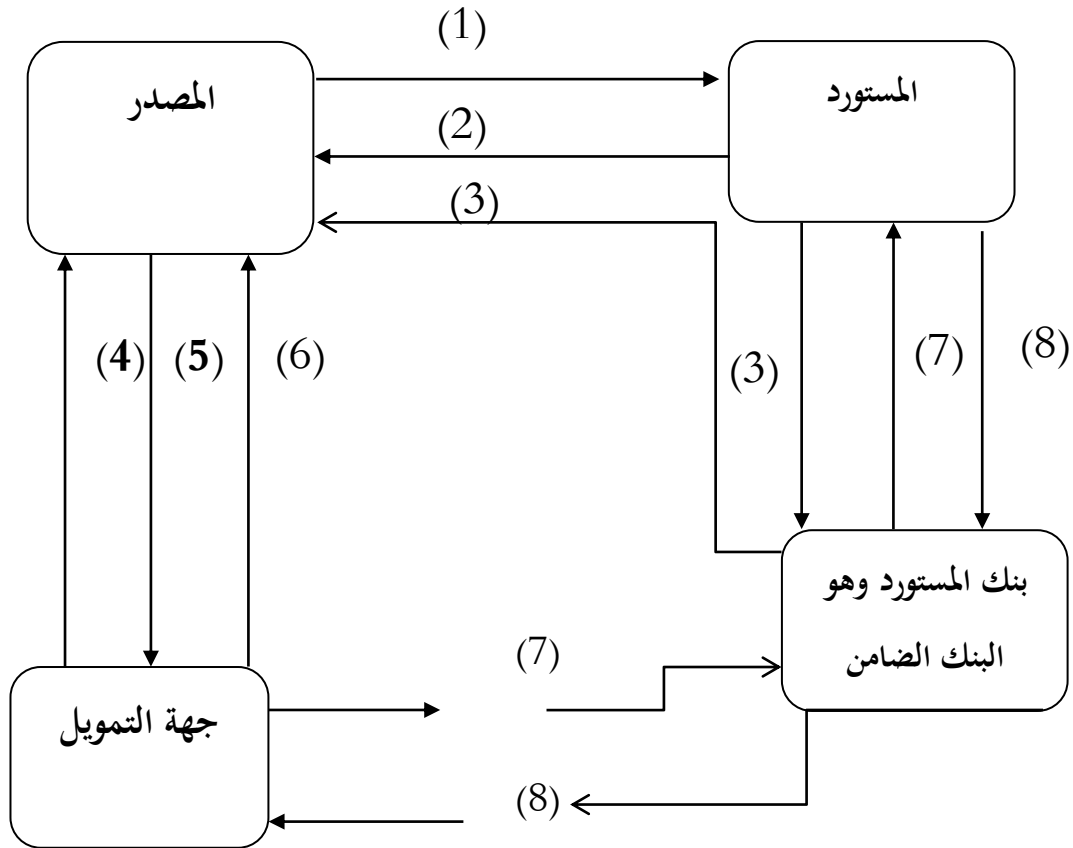 (1)
المصدر
المستورد
(2)
(3)
(4) (5) (6)
(3) (7) (8)
بنك المستورد وهو
البنك الضامن
(7)
جهة التمويل
(8)